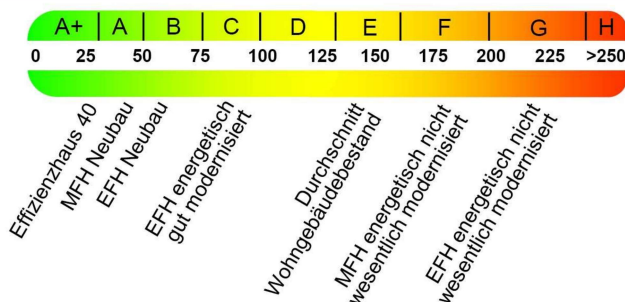 A+ A B C D E F G H
0 25 50 75 100 125 150 175 200 225 >250
Effizienzhaus 40
MFH Neubau
EFH Neubau
EFH energetisch
gut modernisiert
Durchschnitt
Wohngebäudebestand
MFH energetisch nicht
wesentlich modernisiert
EFH energetisch nicht
wesentlich modernisiert